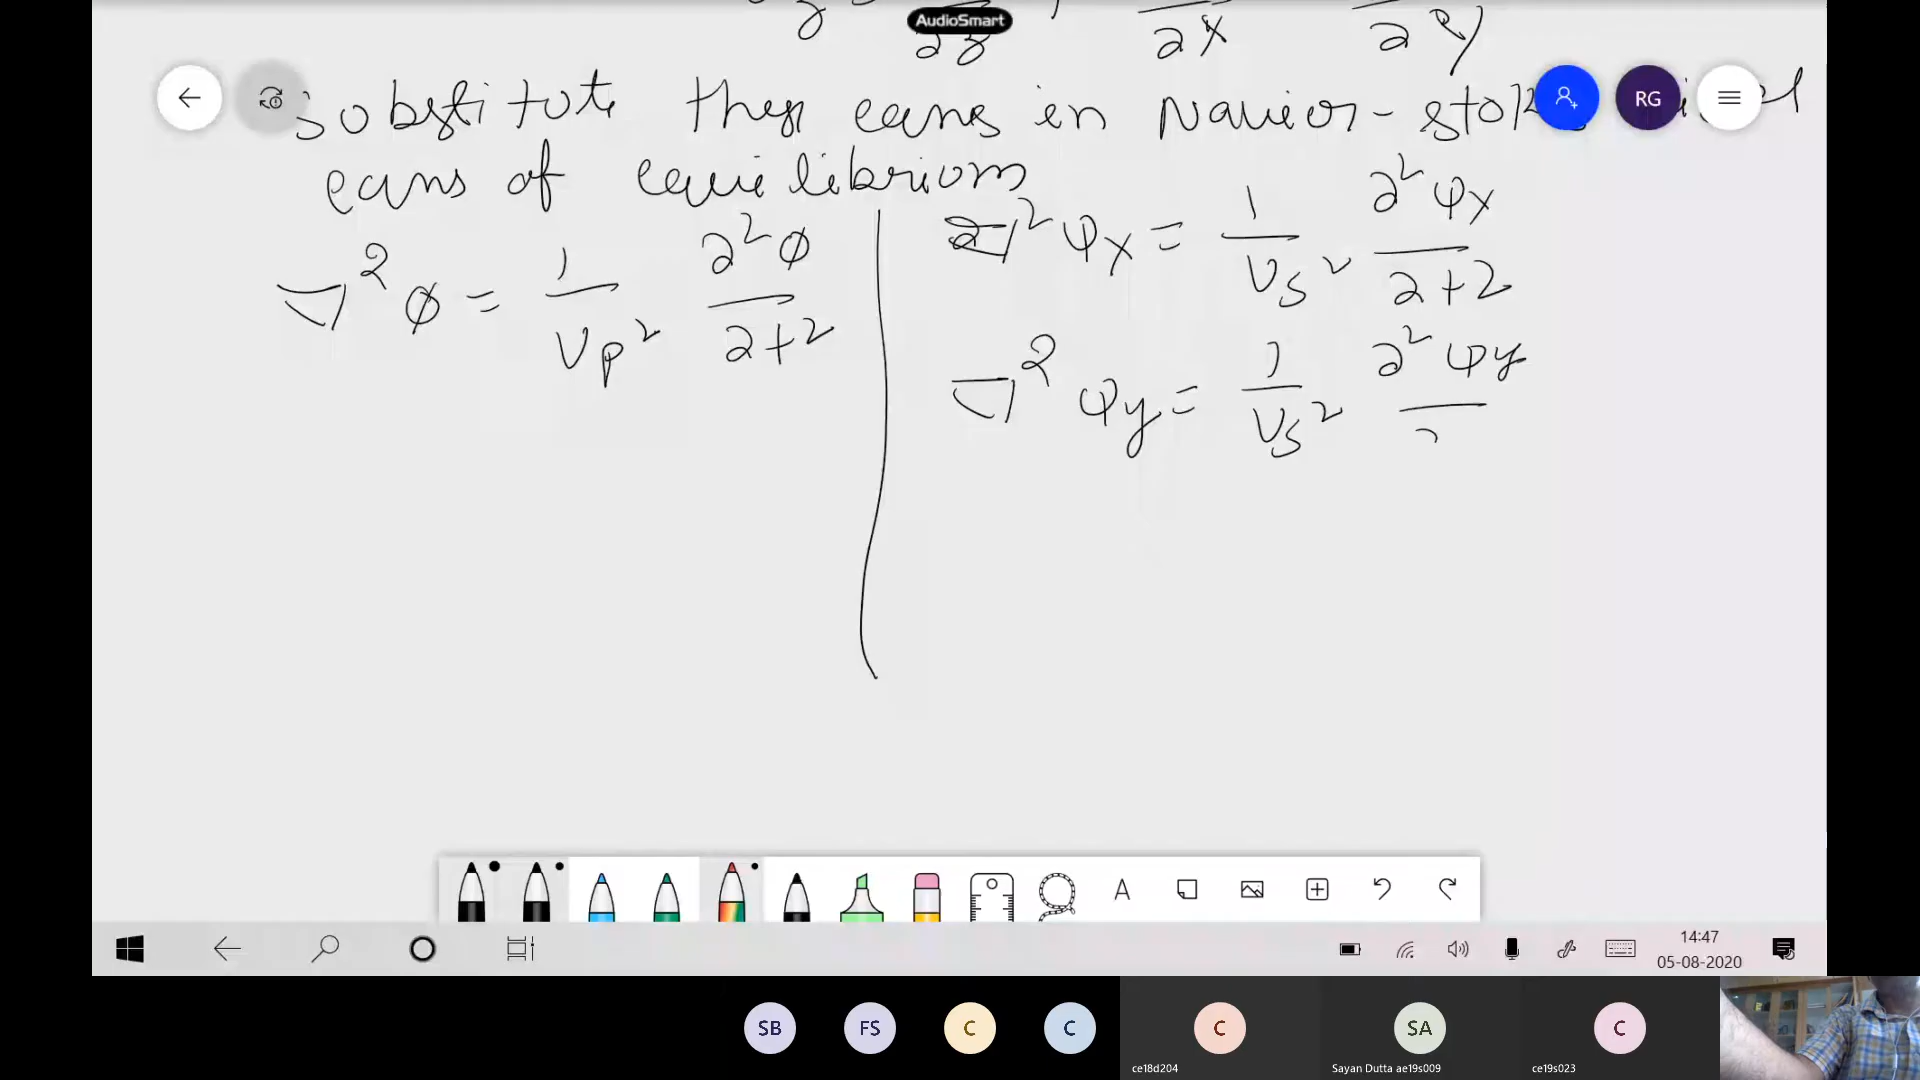 AudioSmart
∂z ∂x ∂y
substitute these eqns in Navier-Stokes
RG
eqns of equilibrium
∇²φ = 1/Vp² ∂²φ/∂t²
∇²ψx = 1/Vs² ∂²ψx/∂t²
∇²ψy = 1/Vs² ∂²ψy
A
14:47
05-08-2020
SB FS C C C SA C
ce18d204 Sayan Dutta ae19s009 ce19s023